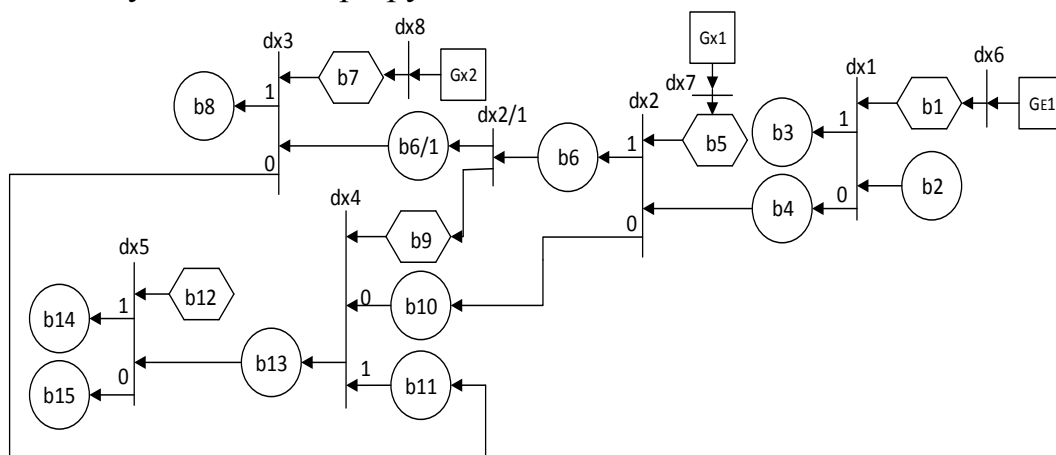 dx3
dx8
b7
Gx2
b8
1
0
b6/1
dx2/1
b6
Gx1
dx7
dx2
b5
1
0
dx1
dx6
b1
GE1
b3
1
b2
b4
0
dx4
b9
0
b10
1
b11
dx5
b12
b14
1
b13
0
b15